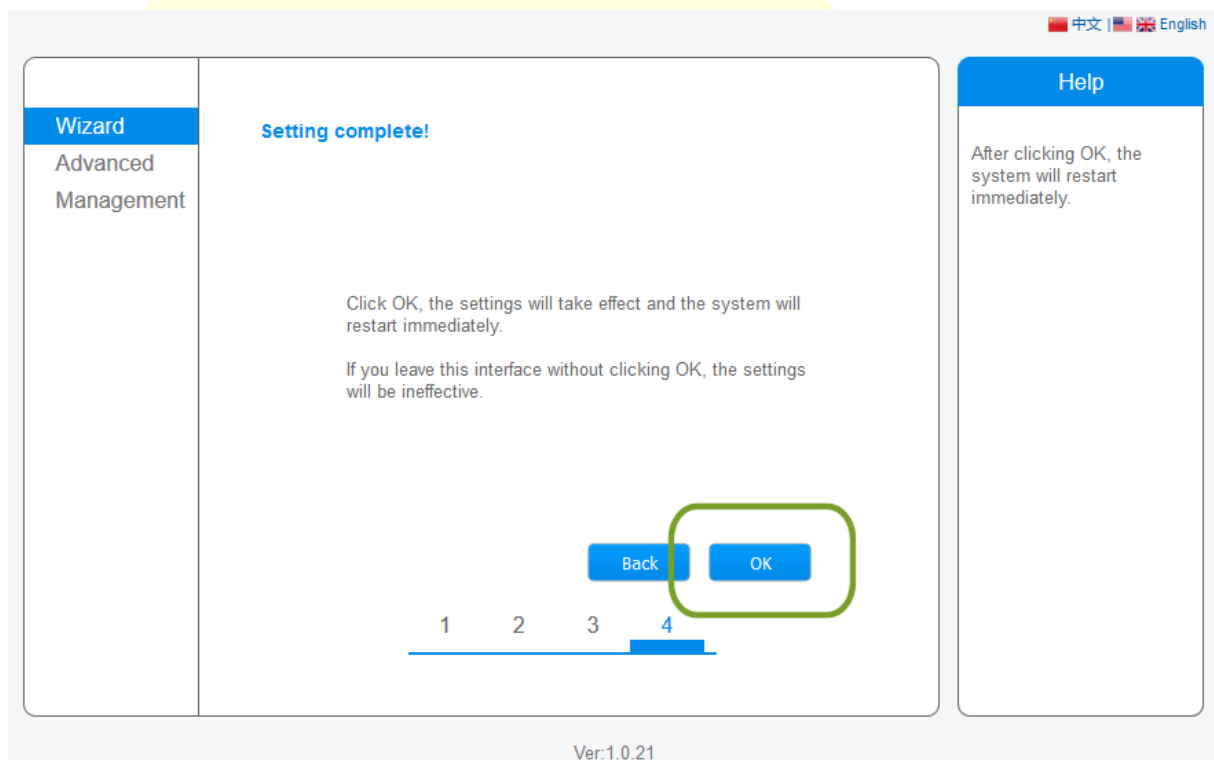 中文 | English
Wizard
Advanced
Management
Setting complete!
Click OK, the settings will take effect and the system will
restart immediately.
If you leave this interface without clicking OK, the settings
will be ineffective.
Back OK
1 2 3 4
Help
After clicking OK, the
system will restart
immediately.
Ver:1.0.21